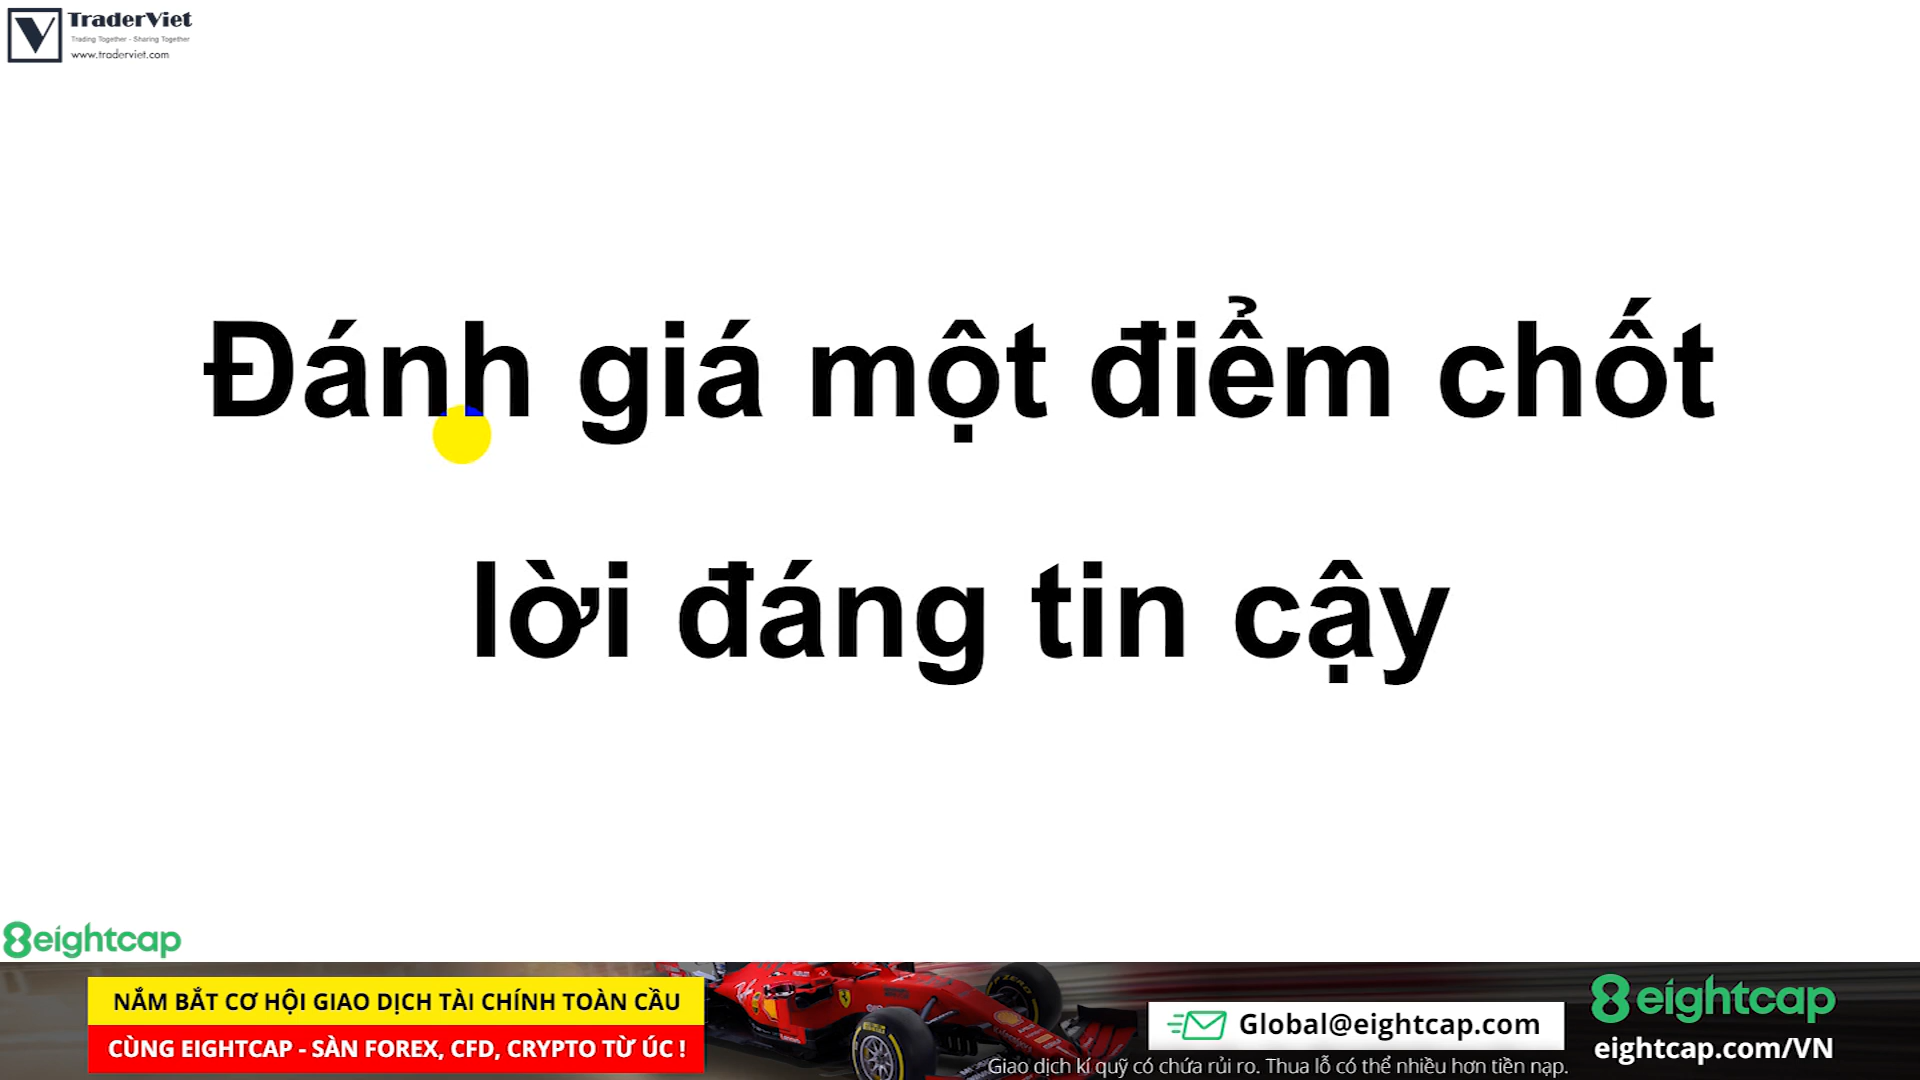 TraderViet
Trading Together - Sharing Together
www.traderviet.com
Đánh giá một điểm chốt
lời đáng tin cậy
8eightcap
NẮM BẮT CƠ HỘI GIAO DỊCH TÀI CHÍNH TOÀN CẦU
CÙNG EIGHTCAP - SÀN FOREX, CFD, CRYPTO TỪ ÚC !
Global@eightcap.com
Giao dịch kí quỹ có chứa rủi ro. Thua lỗ có thể nhiều hơn tiền nạp.
8eightcap
eightcap.com/VN